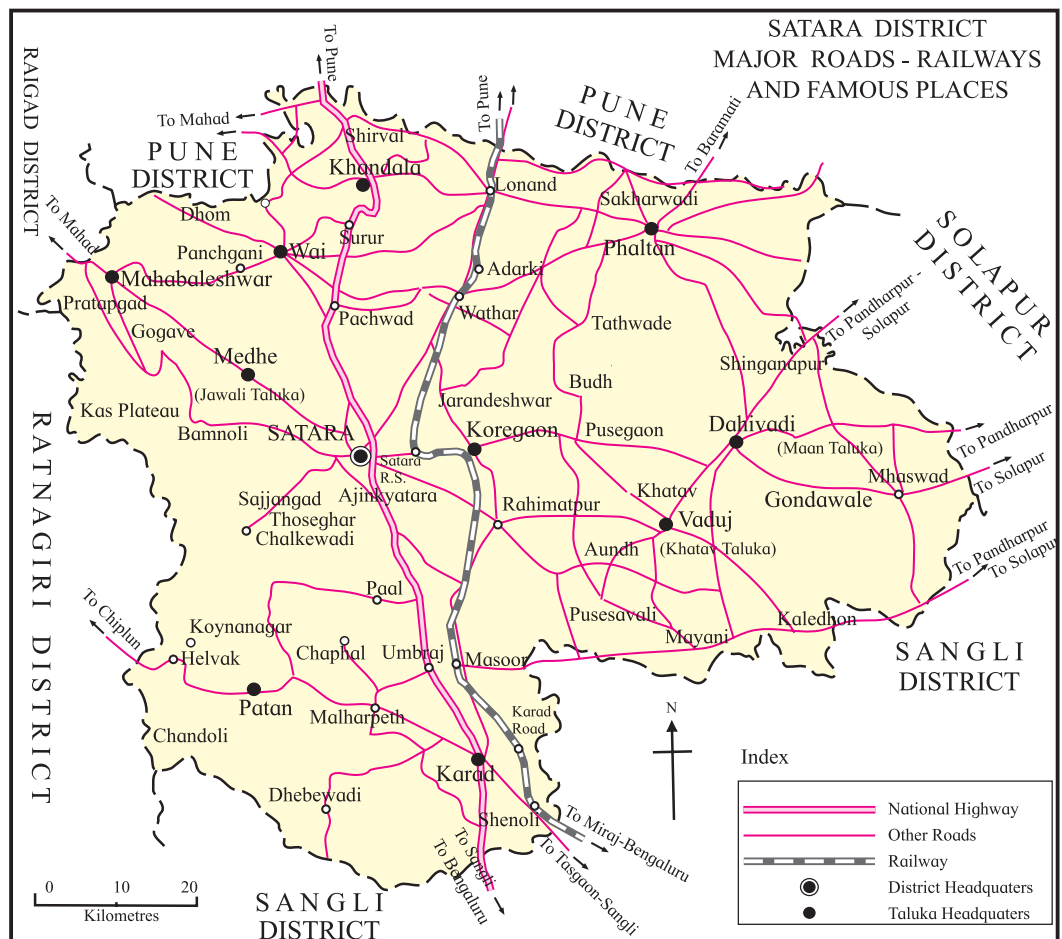 SATARA DISTRICT
MAJOR ROADS - RAILWAYS
AND FAMOUS PLACES
To Pune
To Pune
RAIGAD DISTRICT
To Mahad
PUNE
DISTRICT
PUNE
DISTRICT
To Baramati
Shirval
Khandala
Lonand
Sakharwadi
Dhom
To Mahad
Surur
Phaltan
Panchgani
Wai
Adarki
SOLAPUR
DISTRICT
Mahabaleshwar
Pratapgad
Pachwad
Wathar
To Pandharpur -
Solapur
Gogave
Tathwade
Medhe
(Jawali Taluka)
Shinganapur
Budh
Kas Plateau
Jarandeshwar
Bamnoli
SATARA
Koregaon
Pusegaon
Dahivadi
(Maan Taluka)
To Pandharpur
Satara
R.S.
Mhaswad
To Solapur
Sajjangad
Ajinkyatara
Khatav
Gondawale
Rahimatpur
Thoseghar
Chalkewadi
Vaduj
(Khatav Taluka)
Aundh
To Pandharpur
To Solapur
RATNAGIRI DISTRICT
Paal
To Chiplun
Pusesavali
Kaledhon
Koynanagar
Mayani
Chaphal
Umbraj
Helvak
Masoor
SANGLI
DISTRICT
Patan
Malharpeth
Karad
Road
N
Chandoli
Karad
Index
Dhebewadi
Shenoli
National Highway
Other Roads
To Miraj-Bengaluru
Railway
To Sangli
To Bengaluru
To Tasgaon-Sangli
0 10 20
Kilometres
District Headquaters
SANGLI
DISTRICT
Taluka Headquaters